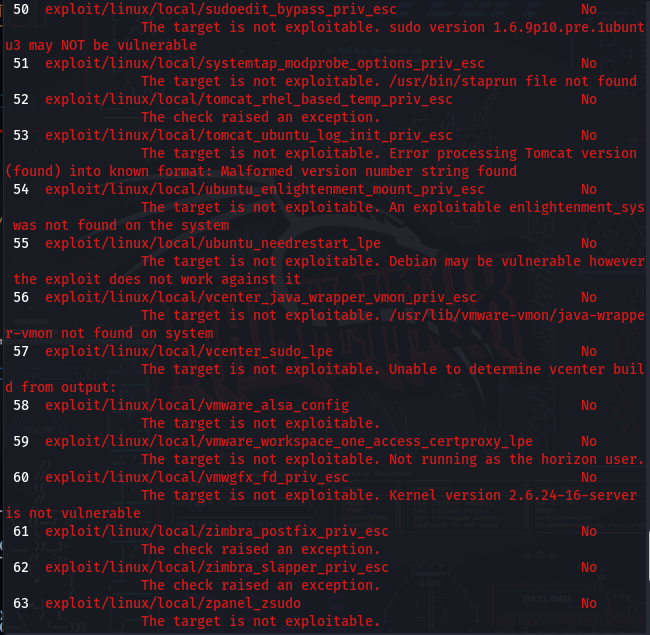 50 exploit/linux/local/sudoedit_bypass_priv_esc No
The target is not exploitable. sudo version 1.6.9p10.pre.1ubunt
u3 may NOT be vulnerable
51 exploit/linux/local/systemtap_modprobe_options_priv_esc No
The target is not exploitable. /usr/bin/staprun file not found
52 exploit/linux/local/tomcat_rhel_based_temp_priv_esc No
The check raised an exception.
53 exploit/linux/local/tomcat_ubuntu_log_init_priv_esc No
The target is not exploitable. Error processing Tomcat version
(found) into known format: Malformed version number string found
54 exploit/linux/local/ubuntu_enlightenment_mount_priv_esc No
The target is not exploitable. An exploitable enlightenment_sys
was not found on the system
55 exploit/linux/local/ubuntu_needrestart_lpe No
The target is not exploitable. Debian may be vulnerable however
the exploit does not work against it
56 exploit/linux/local/vcenter_java_wrapper_vmon_priv_esc No
The target is not exploitable. /usr/lib/vmware-vmon/java-wrappe
r-vmon not found on system
57 exploit/linux/local/vcenter_sudo_lpe No
The target is not exploitable. Unable to determine vcenter buil
d from output:
58 exploit/linux/local/vmware_alsa_config No
The target is not exploitable.
59 exploit/linux/local/vmware_workspace_one_access_certproxy_lpe No
The target is not exploitable. Not running as the horizon user.
60 exploit/linux/local/vmwgfx_fd_priv_esc No
The target is not exploitable. Kernel version 2.6.24-16-server
is not vulnerable
61 exploit/linux/local/zimbra_postfix_priv_esc No
The check raised an exception.
62 exploit/linux/local/zimbra_slapper_priv_esc No
The check raised an exception.
63 exploit/linux/local/zpanel_zsudo No
The target is not exploitable.
PAYLOAD